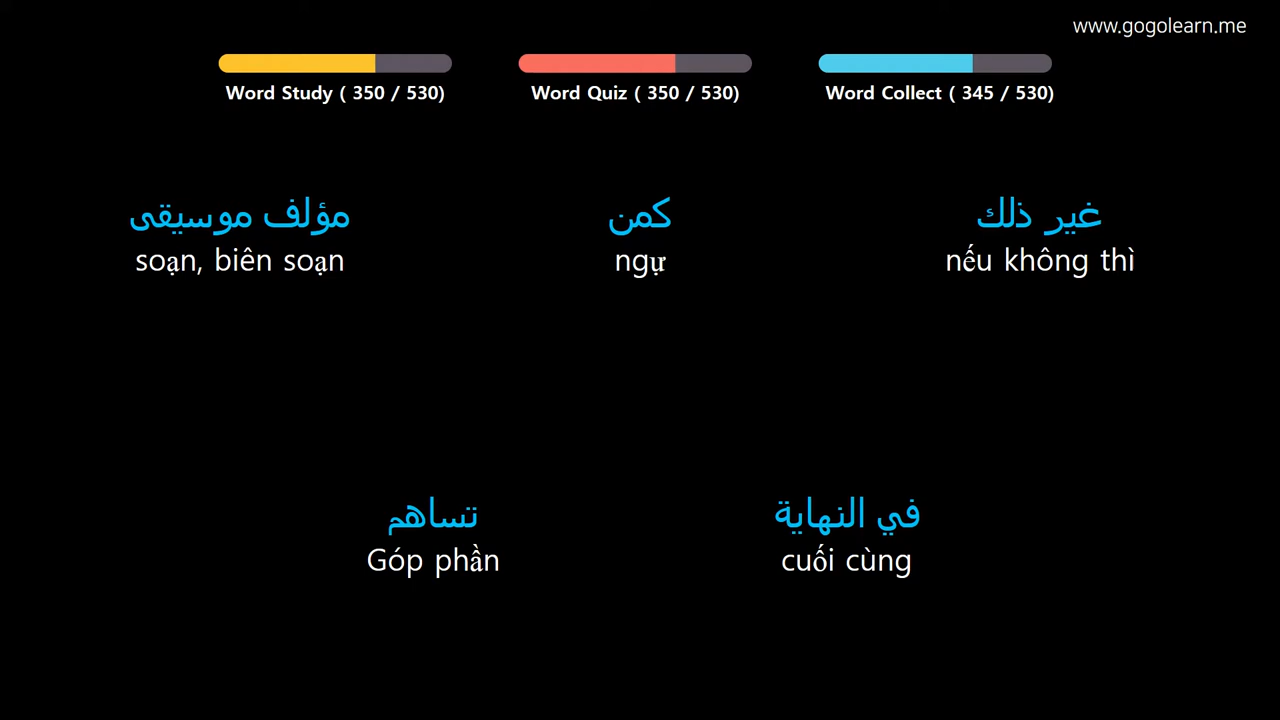 www.gogolearn.me
Word Study ( 350 / 530)
Word Quiz ( 350 / 530)
Word Collect ( 345 / 530)
مؤلف موسيقى
soạn, biên soạn
كمن
ngự
غير ذلك
nếu không thì
تساهم
Góp phần
في النهاية
cuối cùng